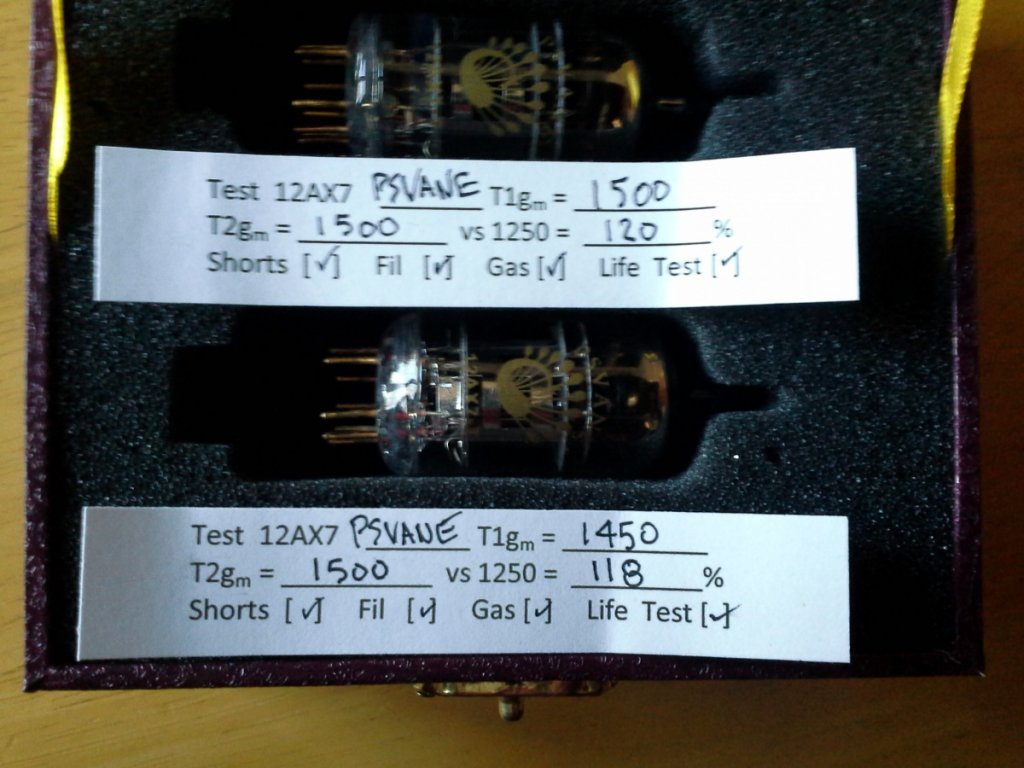 Test 12AX7 PSVANE T1gm = 1500
T2gm = 1500 vs 1250 = 120 %
Shorts [✓] Fil [✓] Gas [✓] Life Test [✓]
Test 12AX7 PSVANE T1gm = 1450
T2gm = 1500 vs 1250 = 118 %
Shorts [✓] Fil [✓] Gas [✓] Life Test [✓]